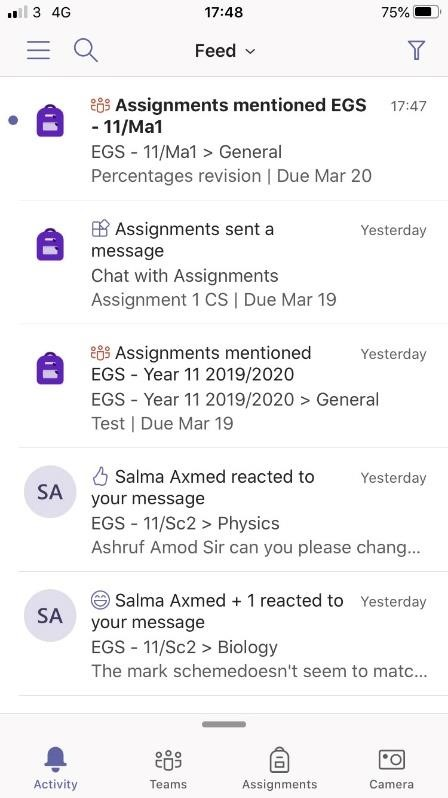 3 4G 17:48 75%
Feed
Assignments mentioned EGS 17:47
- 11/Ma1
EGS - 11/Ma1 > General
Percentages revision | Due Mar 20
Assignments sent a Yesterday
message
Chat with Assignments
Assignment 1 CS | Due Mar 19
Assignments mentioned Yesterday
EGS - Year 11 2019/2020
EGS - Year 11 2019/2020 > General
Test | Due Mar 19
SA Salma Axmed reacted to Yesterday
your message
EGS - 11/Sc2 > Physics
Ashruf Amod Sir can you please chang...
SA Salma Axmed + 1 reacted to Yesterday
your message
EGS - 11/Sc2 > Biology
The mark schemedoesn't seem to matc...
Activity Teams Assignments Camera